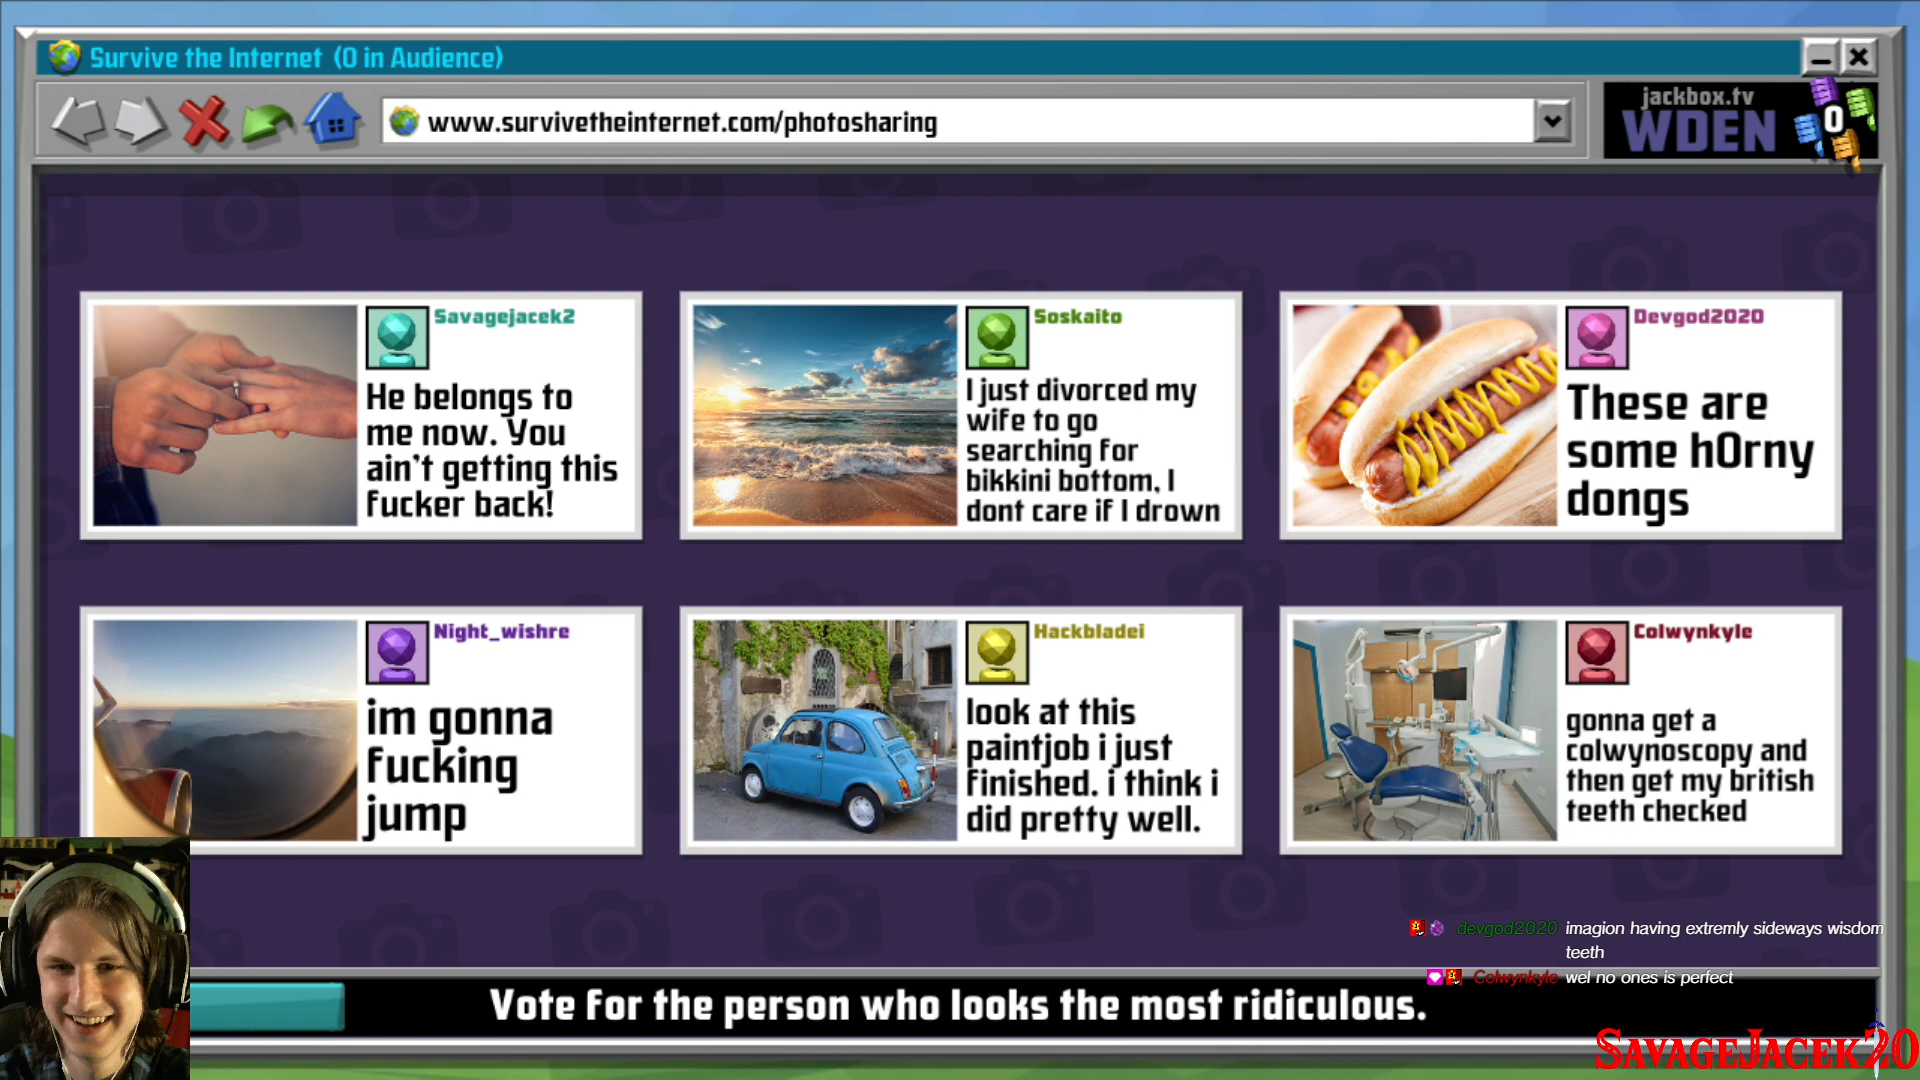 Survive the Internet (0 in Audience)
www.survivetheinternet.com/photosharing
jackbox.tv
WDEN
0
Savagejacek2
He belongs to
me now. You
ain't getting this
fucker back!
Soskaito
I just divorced my
wife to go
searching for
bikkini bottom, I
dont care if I drown
Devgod2020
These are
some h0rny
dongs
Night_wishre
im gonna
fucking
jump
Hackbladei
look at this
paintjob i just
finished. i think i
did pretty well.
Colwynkyle
gonna get a
colwynoscopy and
then get my british
teeth checked
devgod2020 imagion having extremly sideways wisdom
teeth
Colwynkyle wel no ones is perfect
Vote for the person who looks the most ridiculous.
SavageJacek20